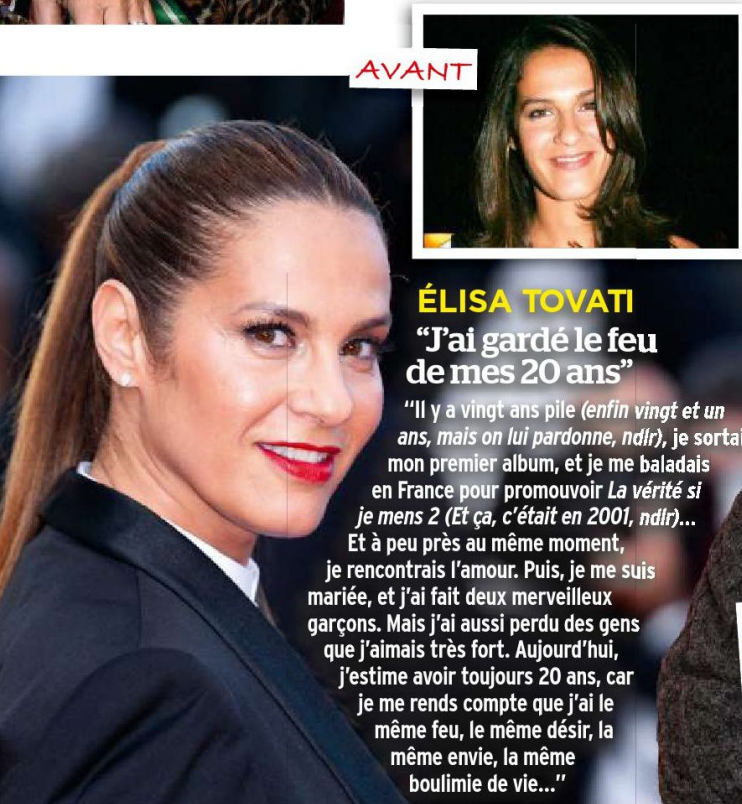 AVANT
ÉLISA TOVATI
“J’ai gardé le feu
de mes 20 ans”
“Il y a vingt ans pile (enfin vingt et un
ans, mais on lui pardonne, ndlr), je sortai
mon premier album, et je me baladais
en France pour promouvoir La vérité si
je mens 2 (Et ça, c’était en 2001, ndlr)...
Et à peu près au même moment,
je rencontrais l’amour. Puis, je me suis
mariée, et j’ai fait deux merveilleux
garçons. Mais j’ai aussi perdu des gens
que j’aimais très fort. Aujourd’hui,
j’estime avoir toujours 20 ans, car
je me rends compte que j’ai le
même feu, le même désir, la
même envie, la même
boulimie de vie...”